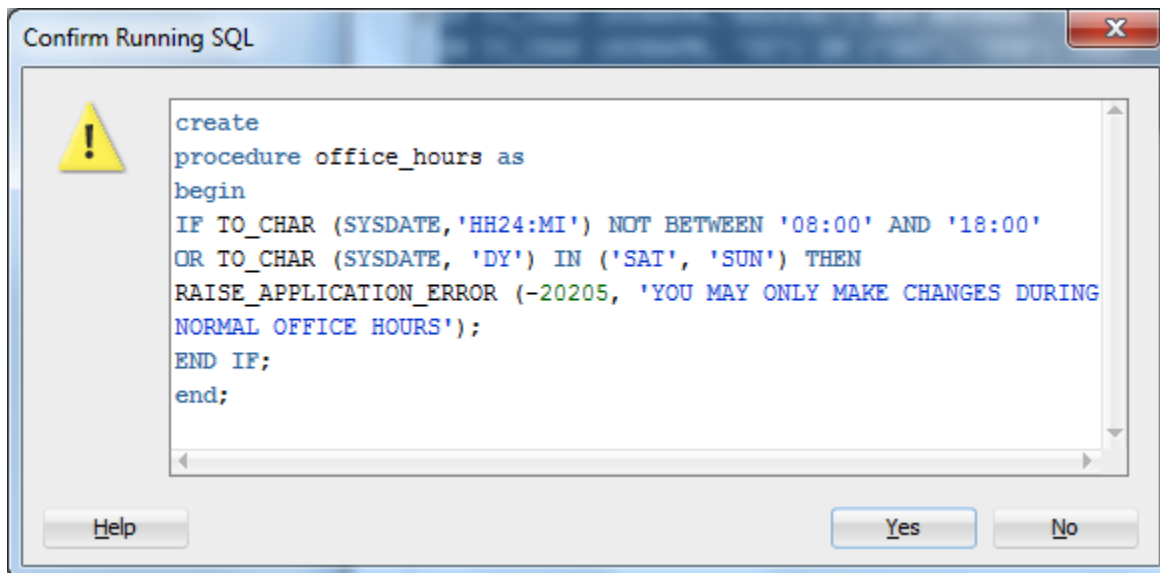 Confirm Running SQL
create
procedure office_hours as
begin
IF TO_CHAR (SYSDATE,'HH24:MI') NOT BETWEEN '08:00' AND '18:00'
OR TO_CHAR (SYSDATE, 'DY') IN ('SAT', 'SUN') THEN
RAISE_APPLICATION_ERROR (-20205, 'YOU MAY ONLY MAKE CHANGES DURING
NORMAL OFFICE HOURS');
END IF;
end;
Help
Yes
No